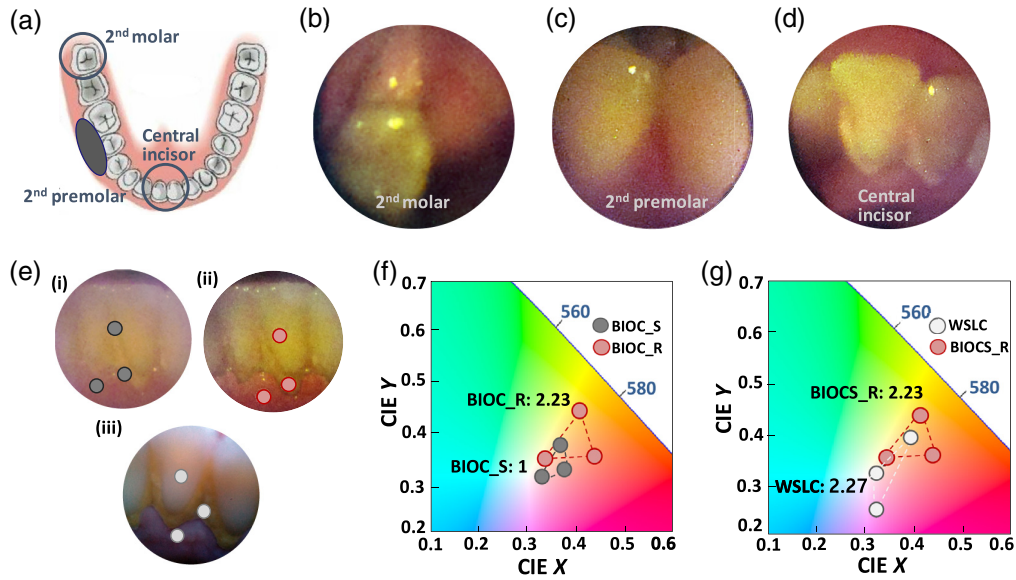 (a)
2nd molar
Central
incisor
2nd premolar
(b)
2nd molar
(c)
2nd premolar
(d)
Central
incisor
(e)
(i)
(ii)
(iii)
(f)
0.7
0.6
0.5
0.4
0.3
0.2
CIE Y
0.1 0.2 0.3 0.4 0.5 0.6
CIE X
560
580
BIOC_S
BIOC_R
BIOC_R: 2.23
BIOC_S: 1
(g)
0.7
0.6
0.5
0.4
0.3
0.2
CIE Y
0.1 0.2 0.3 0.4 0.5 0.6
CIE X
560
580
WSLC
BIOCS_R
BIOCS_R: 2.23
WSLC: 2.27